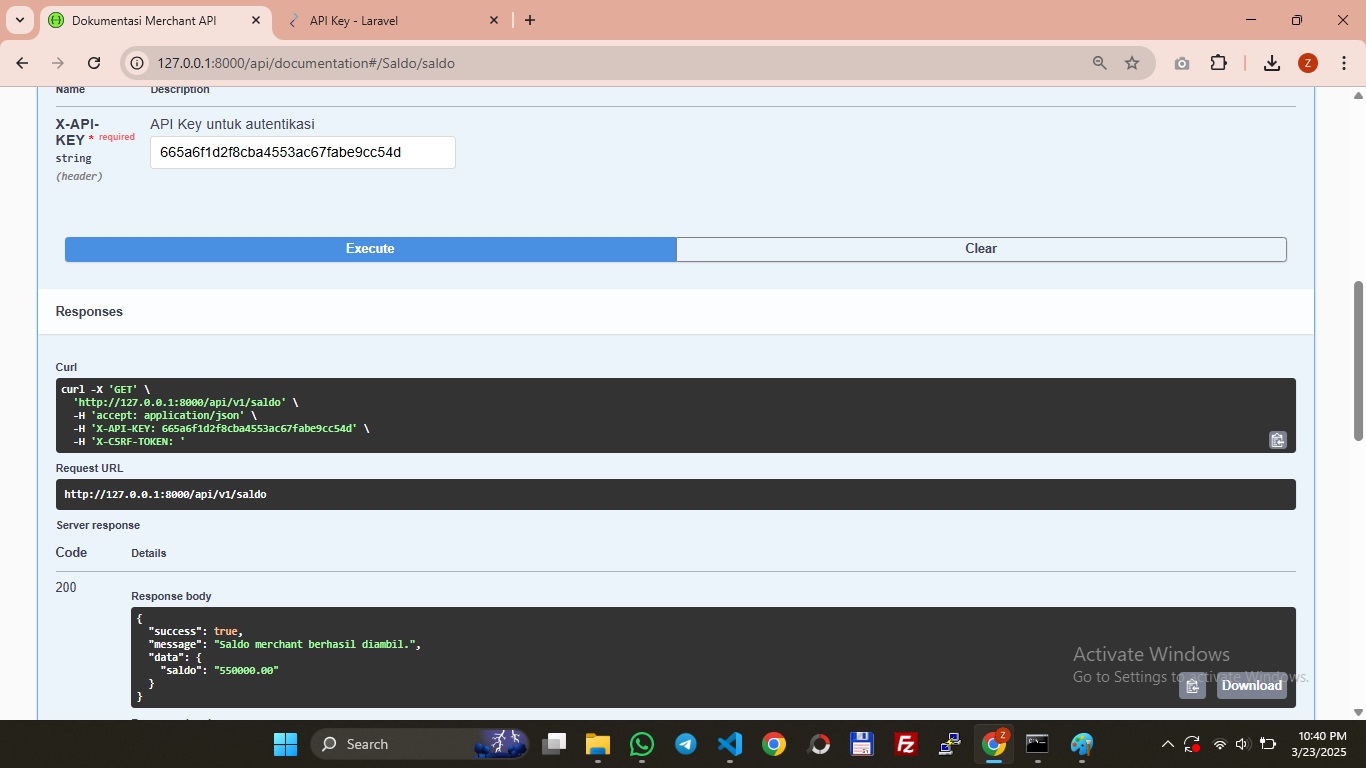 Dokumentasi Merchant API
API Key - Laravel
127.0.0.1:8000/api/documentation#/Saldo/saldo
Z
Name Description
X-API-KEY * required
string
(header)
API Key untuk autentikasi
665a6f1d2f8cba4553ac67fabe9cc54d
Execute
Clear
Responses
Curl
curl -X 'GET' \
'http://127.0.0.1:8000/api/v1/saldo' \
-H 'accept: application/json' \
-H 'X-API-KEY: 665a6f1d2f8cba4553ac67fabe9cc54d' \
-H 'X-CSRF-TOKEN: '
Request URL
http://127.0.0.1:8000/api/v1/saldo
Server response
Code Details
200
Response body
{
"success": true,
"message": "Saldo merchant berhasil diambil.",
"data": {
"saldo": "550000.00"
}
}
Download
Activate Windows
Go to Settings to activate Windows.
Search
Z
10:40 PM
3/23/2025